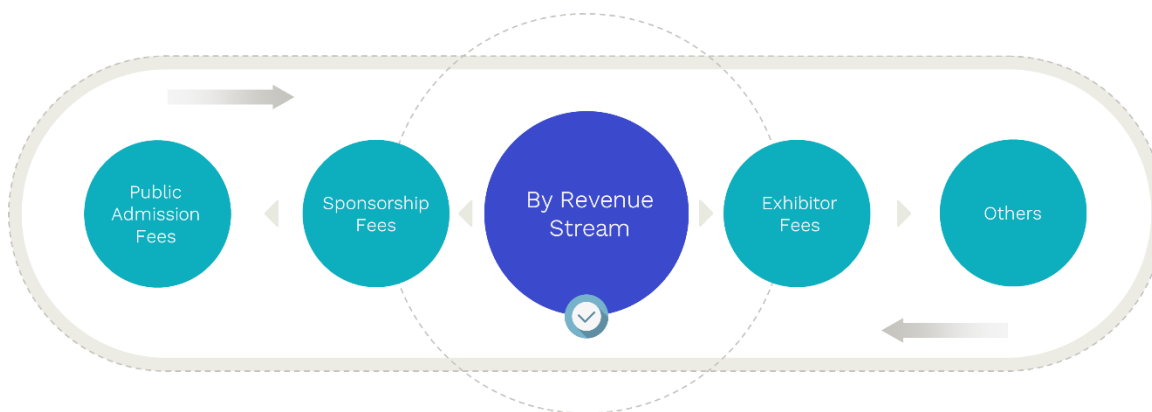 Public
Admission
Fees
Sponsorship
Fees
By Revenue
Stream
Exhibitor
Fees
Others